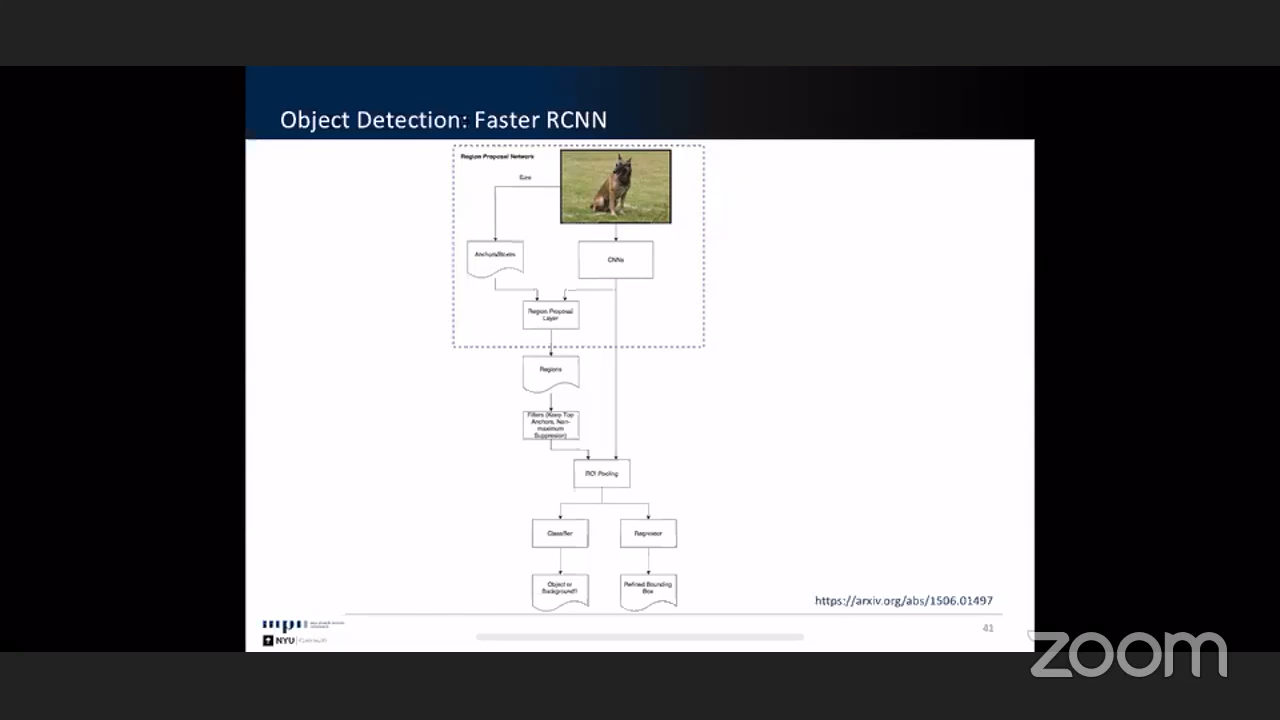 Object Detection: Faster RCNN
Region Proposal Network
Size
Anchors/Boxes
CNNs
Region Proposal
Layer
Regions
Filters (Keep Top
Anchors, Non-
maximum
Suppression)
ROI Pooling
Classifier
Regressor
Object or
Background?
Refined Bounding
Box
https://arxiv.org/abs/1506.01497
41
NYU
zoom